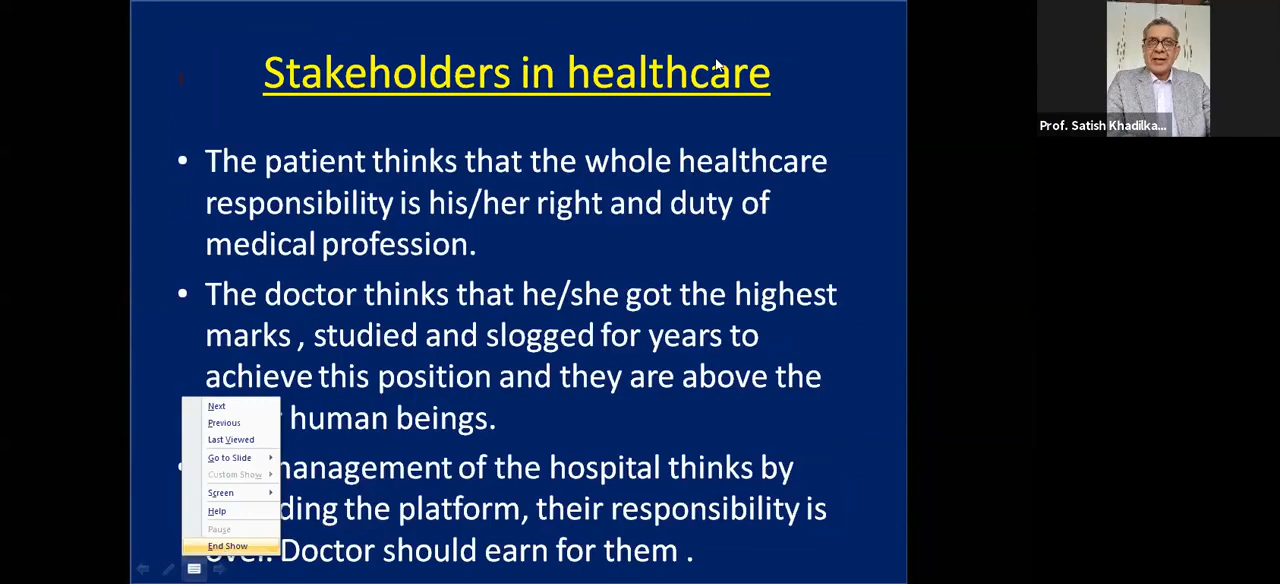 Stakeholders in healthcare
• The patient thinks that the whole healthcare
responsibility is his/her right and duty of
medical profession.
• The doctor thinks that he/she got the highest
marks , studied and slogged for years to
achieve this position and they are above the
human beings.
management of the hospital thinks by
the platform, their responsibility is
Doctor should earn for them .
Next
Previous
Last Viewed
Go to Slide
Custom Show
Screen
Help
Pause
End Show
Prof. Satish Khadilka...